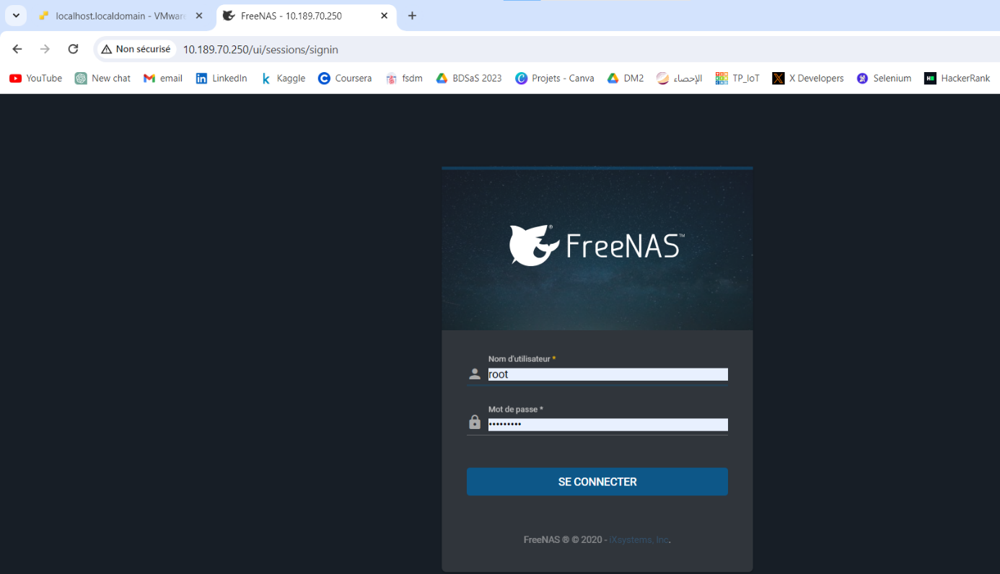 localhost.localdomain - VMware
FreeNAS - 10.189.70.250
Non sécurisé 10.189.70.250/ui/sessions/signin
YouTube New chat email LinkedIn Kaggle Coursera fsdm BDSaS 2023 Projets - Canva DM2 الإحصاء TP_IoT X Developers Selenium HackerRank
FreeNAS™
Nom d'utilisateur *
root
Mot de passe *
•••••••••
SE CONNECTER
FreeNAS ® © 2020 - iXsystems, Inc.